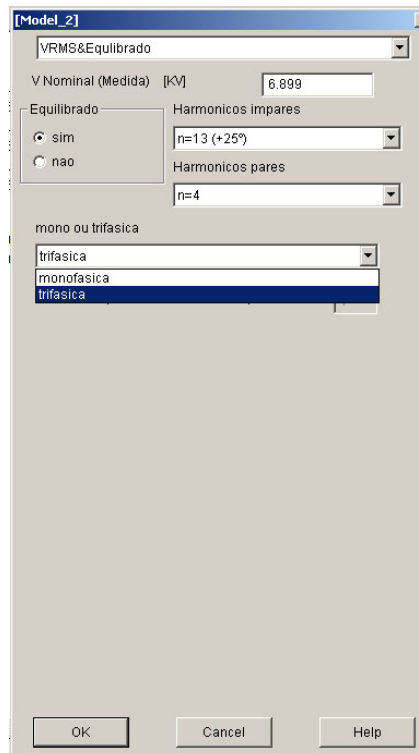 [Model_2]
VRMS&Equlibrado
V Nominal (Medida) [KV] 6.899
Equilibrado
sim
nao
Harmonicos impares
n=13 (+25°)
Harmonicos pares
n=4
mono ou trifasica
trifasica
monofasica
trifasica
OK Cancel Help